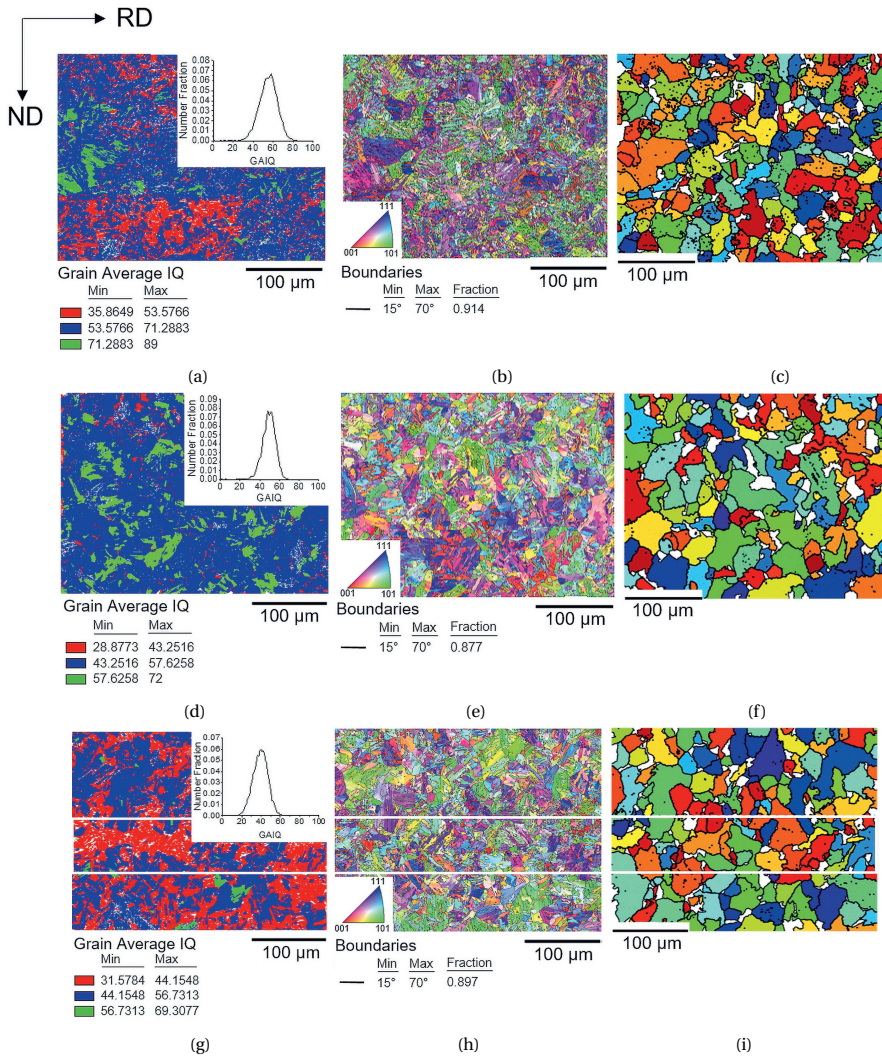 RD
ND
0.08
0.07
0.06
0.05
0.04
0.03
0.02
0.01
0.00
0 20 40 60 80 100
Number Fraction
GAIQ
111
001 101
Grain Average IQ
Min Max
35.8649 53.5766
53.5766 71.2883
71.2883 89
100 µm
Boundaries
Min Max Fraction
15° 70° 0.914
100 µm
100 µm
(a)
(b)
(c)
0.09
0.08
0.07
0.06
0.05
0.04
0.03
0.02
0.01
0.00
0 20 40 60 80 100
Number Fraction
GAIQ
111
001 101
Grain Average IQ
Min Max
28.8773 43.2516
43.2516 57.6258
57.6258 72
100 µm
Boundaries
Min Max Fraction
15° 70° 0.877
100 µm
100 µm
(d)
(e)
(f)
0.07
0.06
0.05
0.04
0.03
0.02
0.01
0.00
0 20 40 60 80 100
Number Fraction
GAIQ
111
001 101
Grain Average IQ
Min Max
31.5784 44.1548
44.1548 56.7313
56.7313 69.3077
100 µm
Boundaries
Min Max Fraction
15° 70° 0.897
100 µm
100 µm
(g)
(h)
(i)